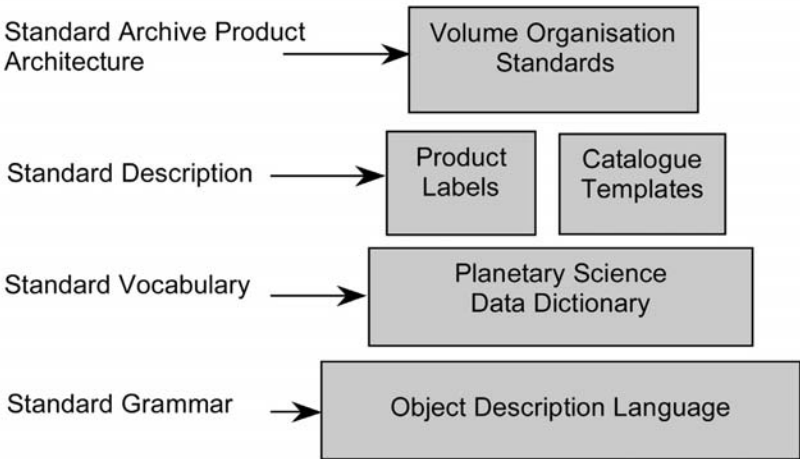 Standard Archive Product
Architecture
Volume Organisation
Standards
Standard Description
Product
Labels
Catalogue
Templates
Standard Vocabulary
Planetary Science
Data Dictionary
Standard Grammar
Object Description Language